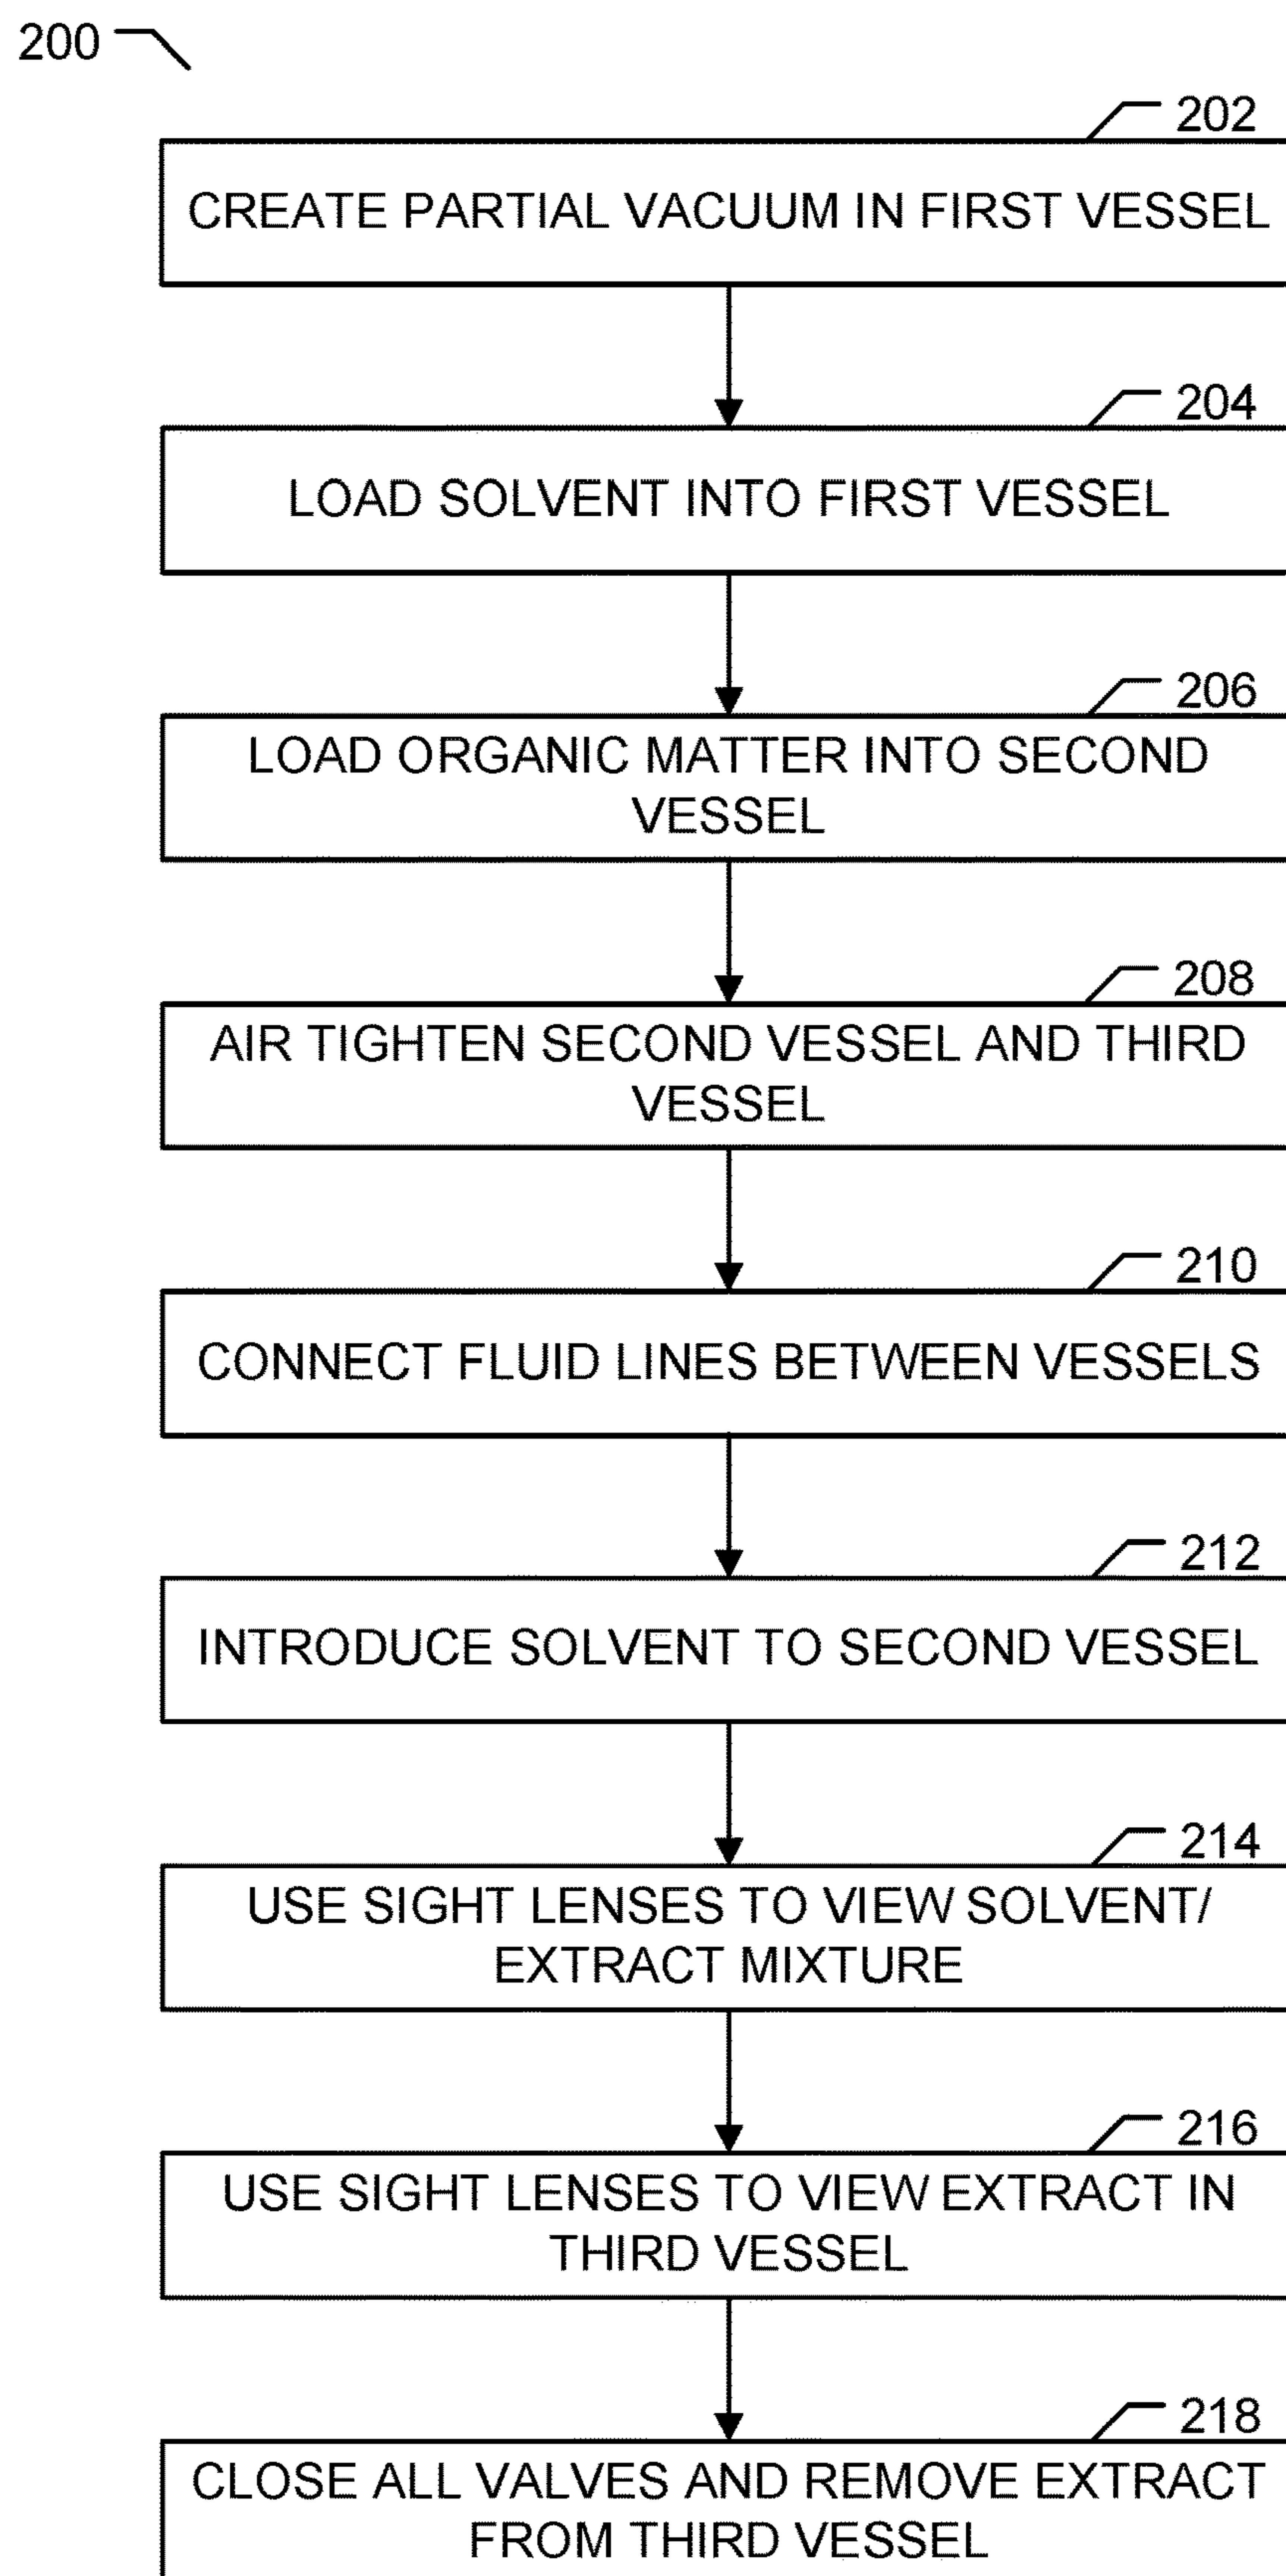 200
202
CREATE PARTIAL VACUUM IN FIRST VESSEL
204
LOAD SOLVENT INTO FIRST VESSEL
206
LOAD ORGANIC MATTER INTO SECOND
VESSEL
208
AIR TIGHTEN SECOND VESSEL AND THIRD
VESSEL
210
CONNECT FLUID LINES BETWEEN VESSELS
212
INTRODUCE SOLVENT TO SECOND VESSEL
214
USE SIGHT LENSES TO VIEW SOLVENT/
EXTRACT MIXTURE
216
USE SIGHT LENSES TO VIEW EXTRACT IN
THIRD VESSEL
218
CLOSE ALL VALVES AND REMOVE EXTRACT
FROM THIRD VESSEL